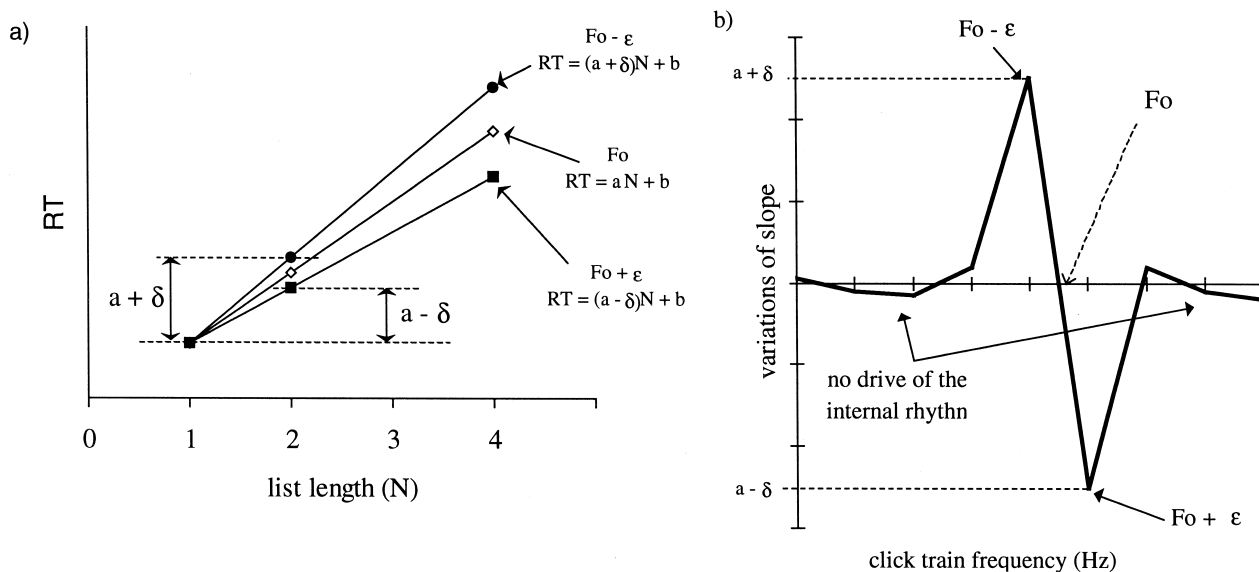 a)
Fo - ε
RT = (a + δ)N + b
Fo
RT = a N + b
Fo + ε
RT = (a - δ)N + b
RT
a + δ
a - δ
0 1 2 3 4
list length (N)
b)
Fo - ε
a + δ
Fo
variations of slope
no drive of the
internal rhythn
a - δ
Fo + ε
click train frequency (Hz)